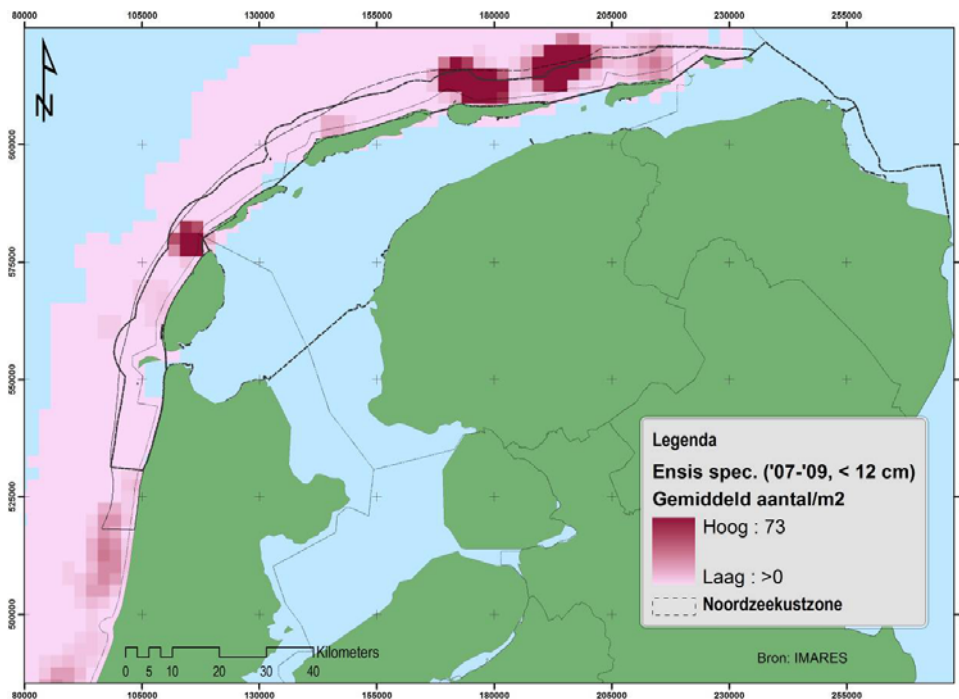 80000 105000 130000 155000 180000 205000 230000 255000
N
600000
575000
550000
525000
500000
Legenda
Ensis spec. ('07-'09, < 12 cm)
Gemiddeld aantal/m2
Hoog : 73
Laag : >0
Noordzeekustzone
Kilometers
0 5 10 20 30 40
Bron: IMARES
80000 105000 130000 155000 180000 205000 230000 255000